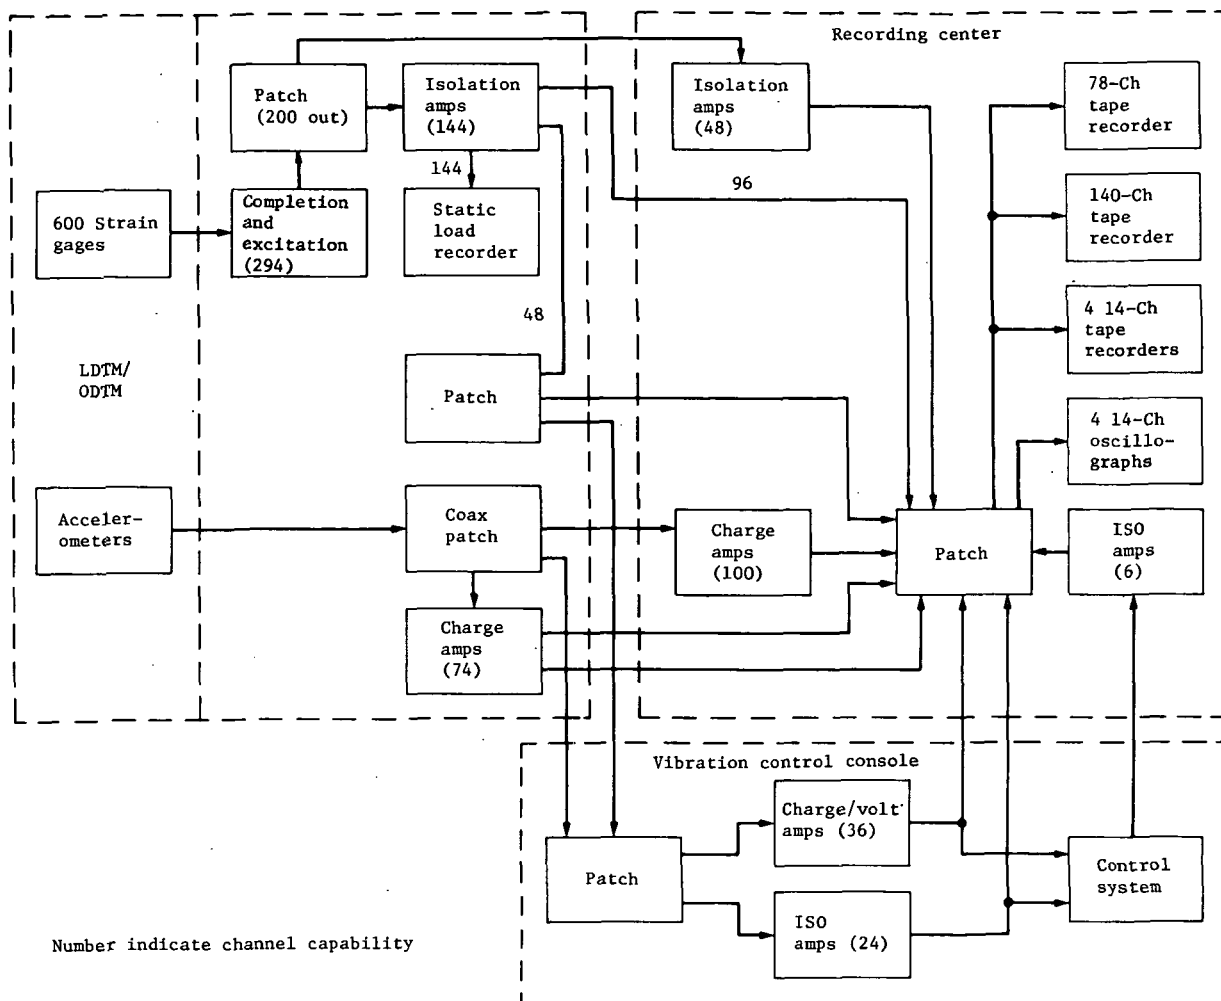 Recording center
Patch
(200 out)
Isolation
amps
(144)
Isolation
amps
(48)
78-Ch
tape
recorder
144
96
600 Strain
gages
Completion
and
excitation
(294)
Static
load
recorder
140-Ch
tape
recorder
48
4 14-Ch
tape
recorders
LDTM/
ODTM
Patch
4 14-Ch
oscillo-
graphs
Acceler-
ometers
Coax
patch
Charge
amps
(100)
Patch
ISO
amps
(6)
Charge
amps
(74)
Vibration control console
Charge/volt
amps (36)
Patch
Control
system
ISO
amps (24)
Number indicate channel capability